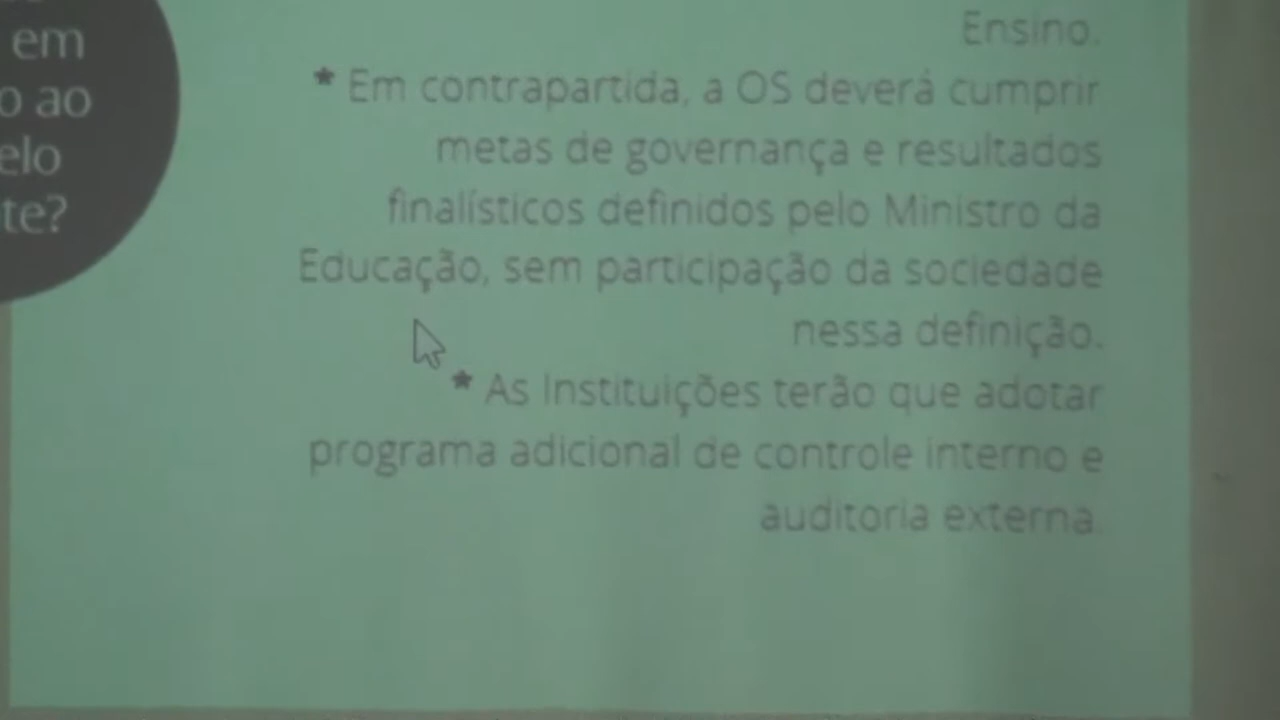 em
o ao
elo
te?
Ensino.
* Em contrapartida, a OS deverá cumprir
metas de governança e resultados
finalísticos definidos pelo Ministro da
Educação, sem participação da sociedade
nessa definição.
* As Instituições terão que adotar
programa adicional de controle interno e
auditoria externa.